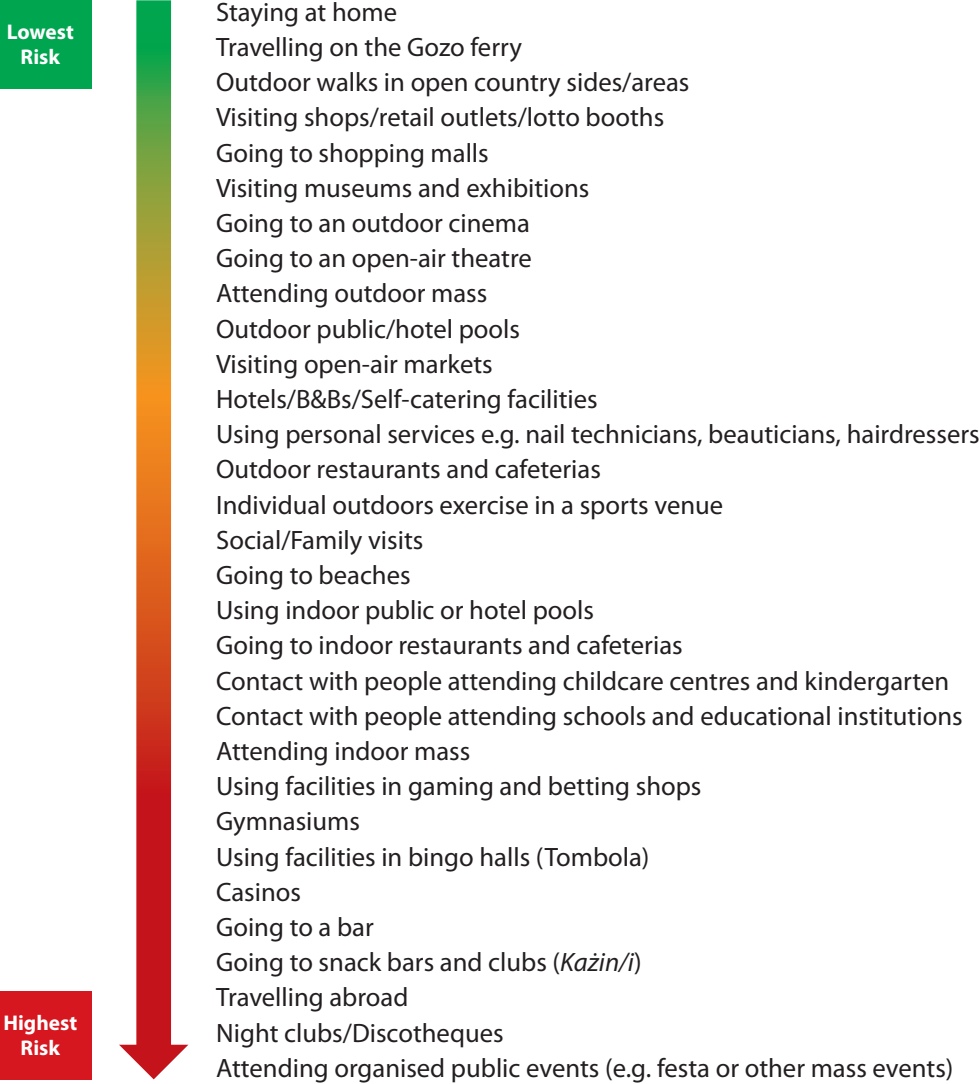 Lowest
Risk
Staying at home
Travelling on the Gozo ferry
Outdoor walks in open country sides/areas
Visiting shops/retail outlets/lotto booths
Going to shopping malls
Visiting museums and exhibitions
Going to an outdoor cinema
Going to an open-air theatre
Attending outdoor mass
Outdoor public/hotel pools
Visiting open-air markets
Hotels/B&Bs/Self-catering facilities
Using personal services e.g. nail technicians, beauticians, hairdressers
Outdoor restaurants and cafeterias
Individual outdoors exercise in a sports venue
Social/Family visits
Going to beaches
Using indoor public or hotel pools
Going to indoor restaurants and cafeterias
Contact with people attending childcare centres and kindergarten
Contact with people attending schools and educational institutions
Attending indoor mass
Using facilities in gaming and betting shops
Gymnasiums
Using facilities in bingo halls (Tombola)
Casinos
Going to a bar
Going to snack bars and clubs (Każin/i)
Travelling abroad
Night clubs/Discotheques
Attending organised public events (e.g. festa or other mass events)
Highest
Risk